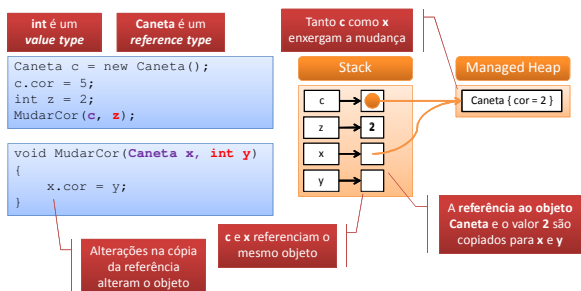 int é um
value type
Caneta é um
reference type
Caneta c = new Caneta();
c.cor = 5;
int z = 2;
MudarCor(c, z);
void MudarCor(Caneta x, int y)
{
x.cor = y;
}
Alterações na cópia
da referência
alteram o objeto
Tanto c como x
enxergam a mudança
Stack
Managed Heap
c
z
2
x
y
Caneta { cor = 2 }
c e x referenciam o
mesmo objeto
A referência ao objeto
Caneta e o valor 2 são
copiados para x e y